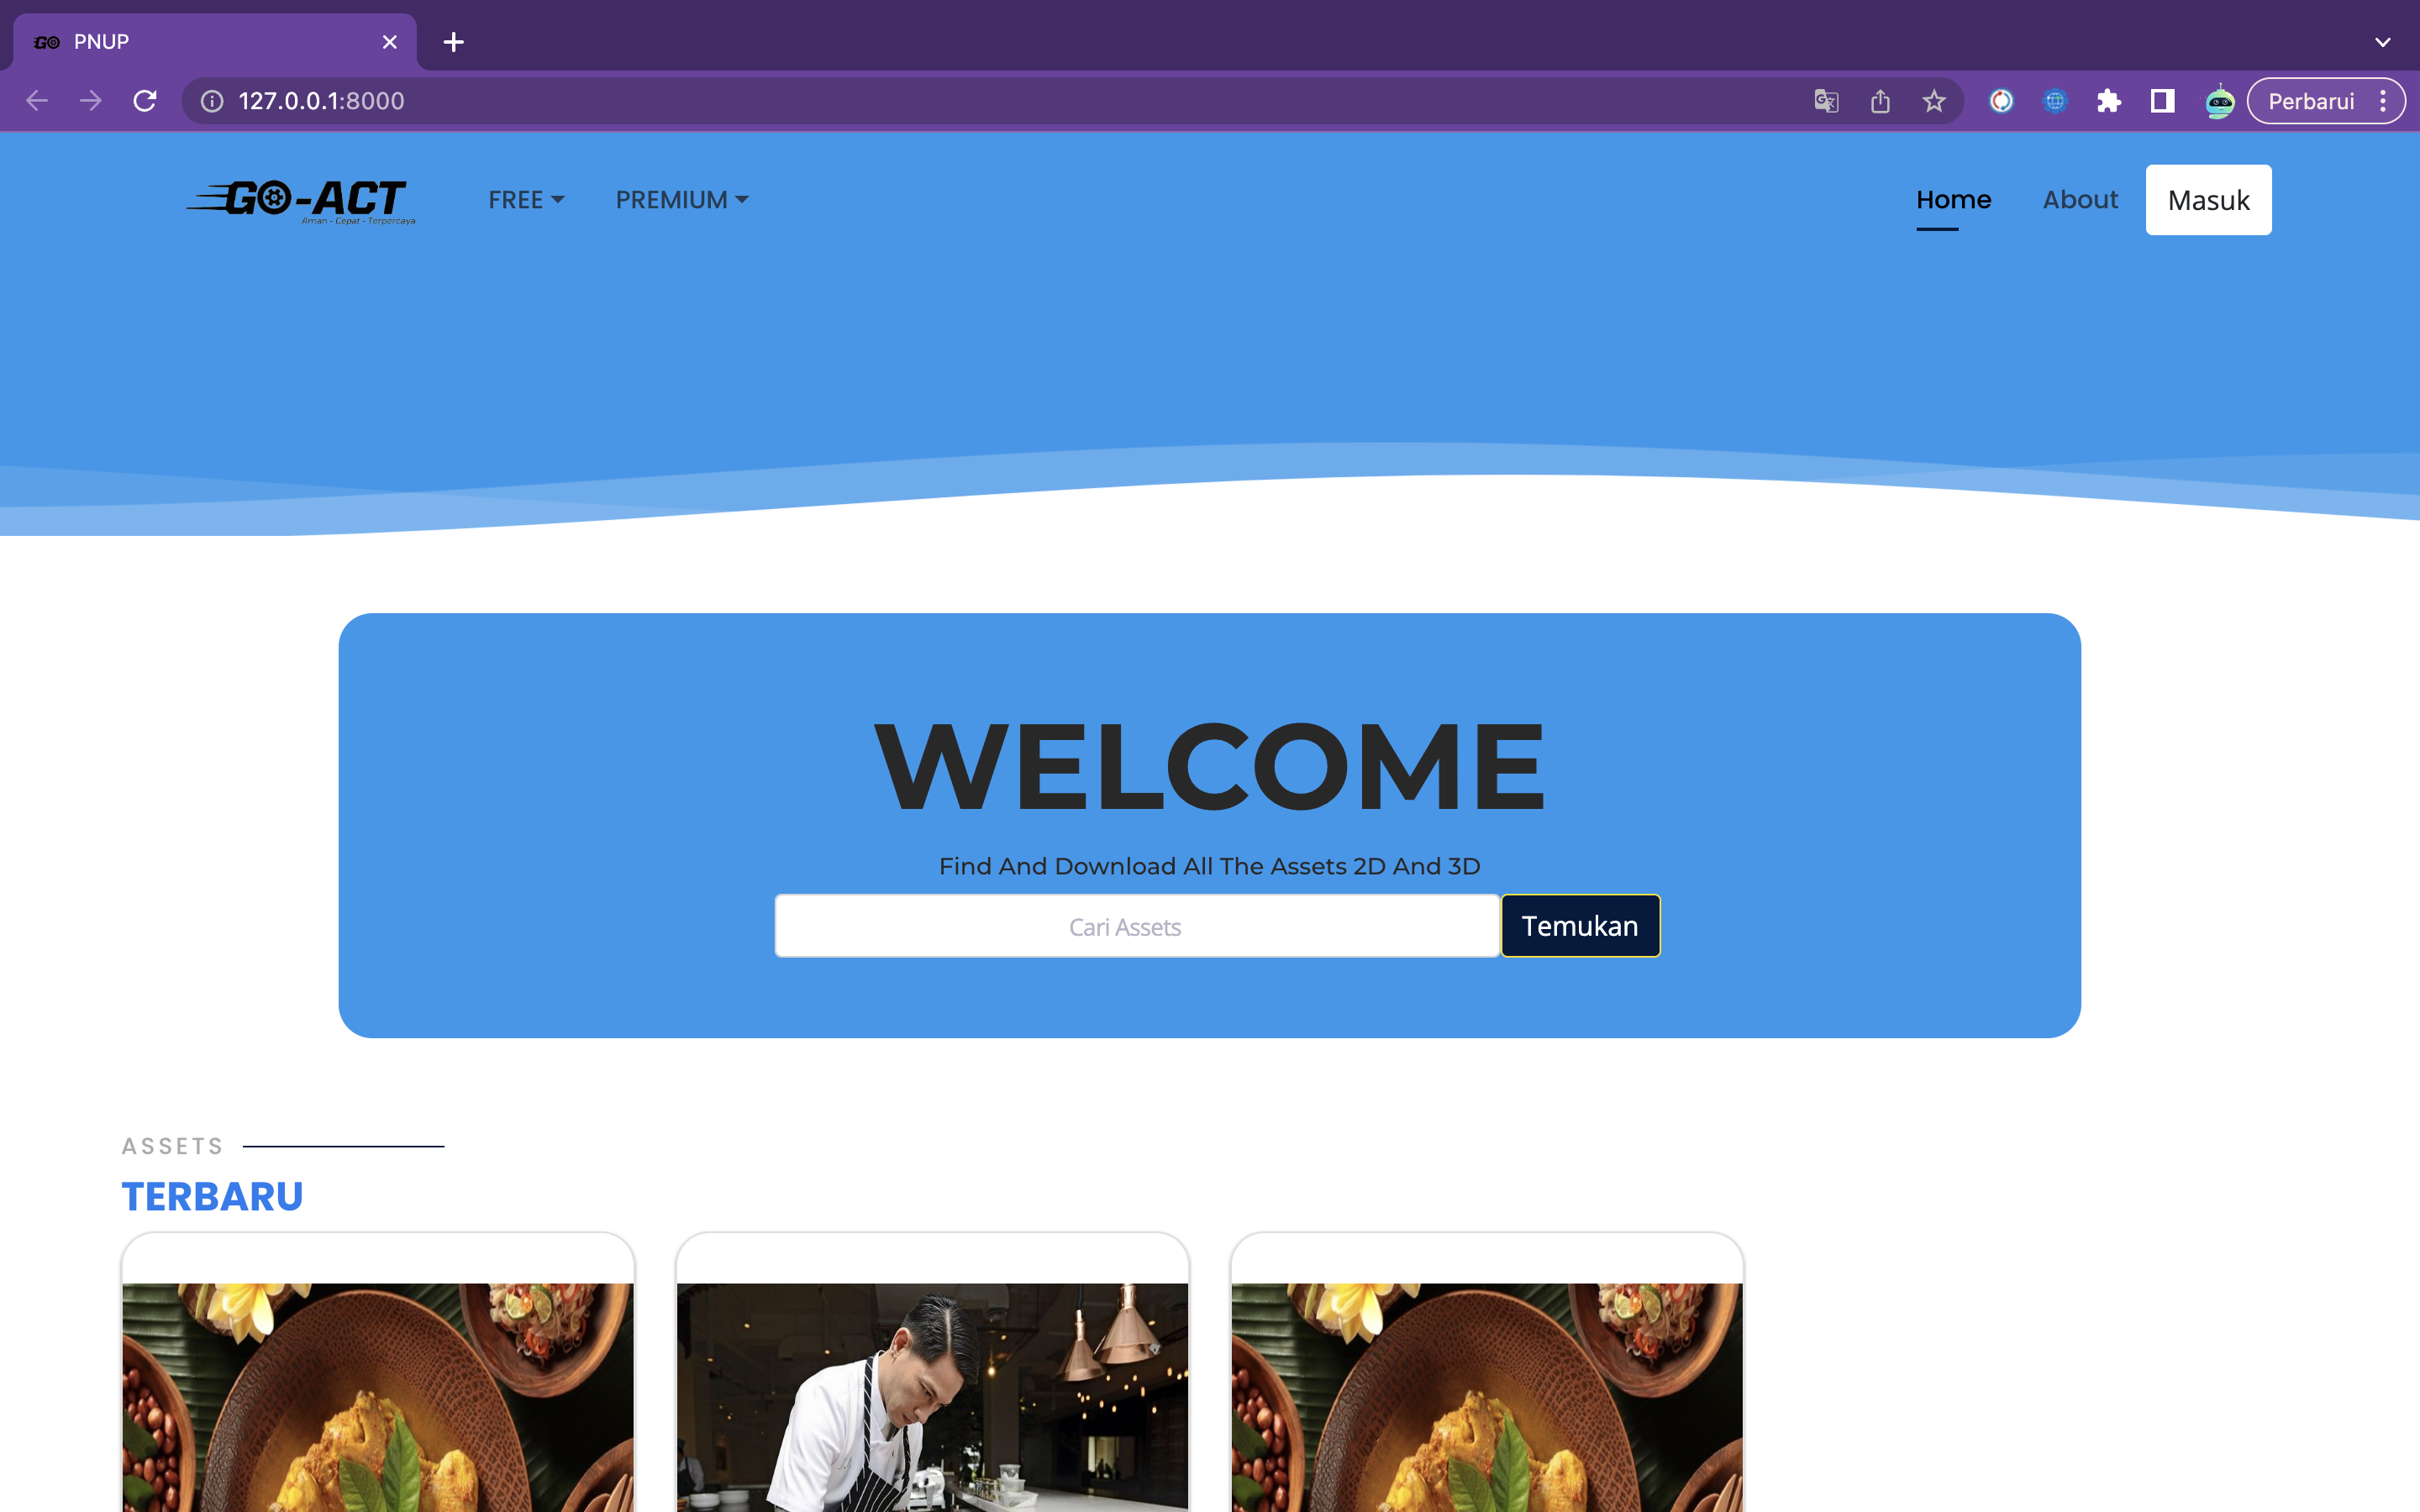 GO PNUP
127.0.0.1:8000
Perbarui
GO-ACT
Aman - Cepat - Terpercaya
FREE PREMIUM
Home About Masuk
WELCOME
Find And Download All The Assets 2D And 3D
Cari Assets Temukan
ASSETS
TERBARU